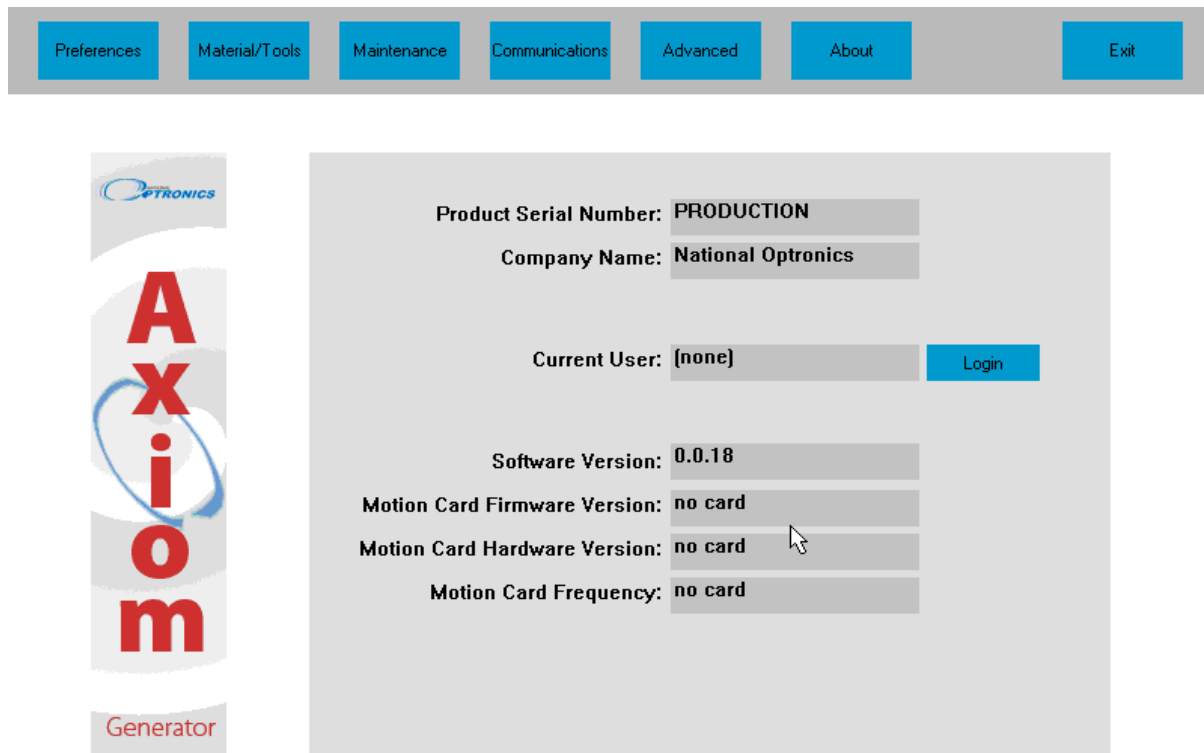 Preferences Material/Tools Maintenance Communications Advanced About Exit
NATIONAL
OPTRONICS
Product Serial Number: PRODUCTION
Company Name: National Optronics
Current User: (none) Login
Software Version: 0.0.18
Motion Card Firmware Version: no card
Motion Card Hardware Version: no card
Motion Card Frequency: no card
Axiom
Generator